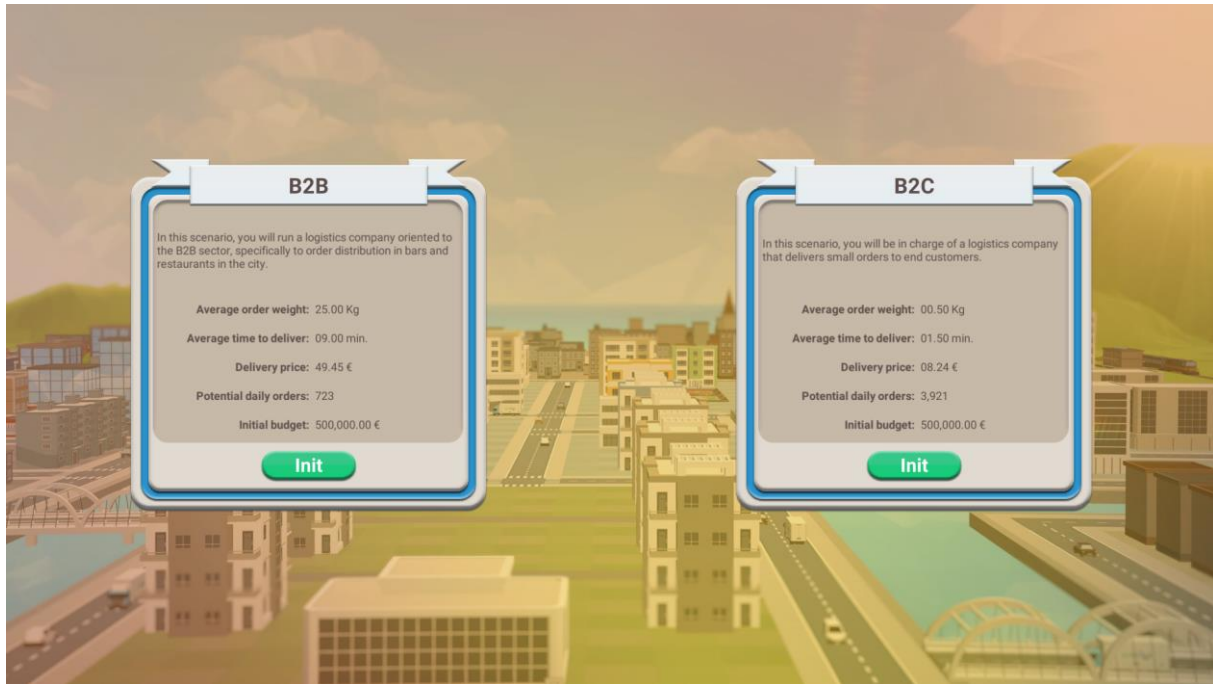 B2B
In this scenario, you will run a logistics company oriented to
the B2B sector, specifically to order distribution in bars and
restaurants in the city.
Average order weight: 25.00 Kg
Average time to deliver: 09.00 min.
Delivery price: 49.45 €
Potential daily orders: 723
Initial budget: 500,000.00 €
Init
B2C
In this scenario, you will be in charge of a logistics company
that delivers small orders to end customers.
Average order weight: 00.50 Kg
Average time to deliver: 01.50 min.
Delivery price: 08.24 €
Potential daily orders: 3,921
Initial budget: 500,000.00 €
Init